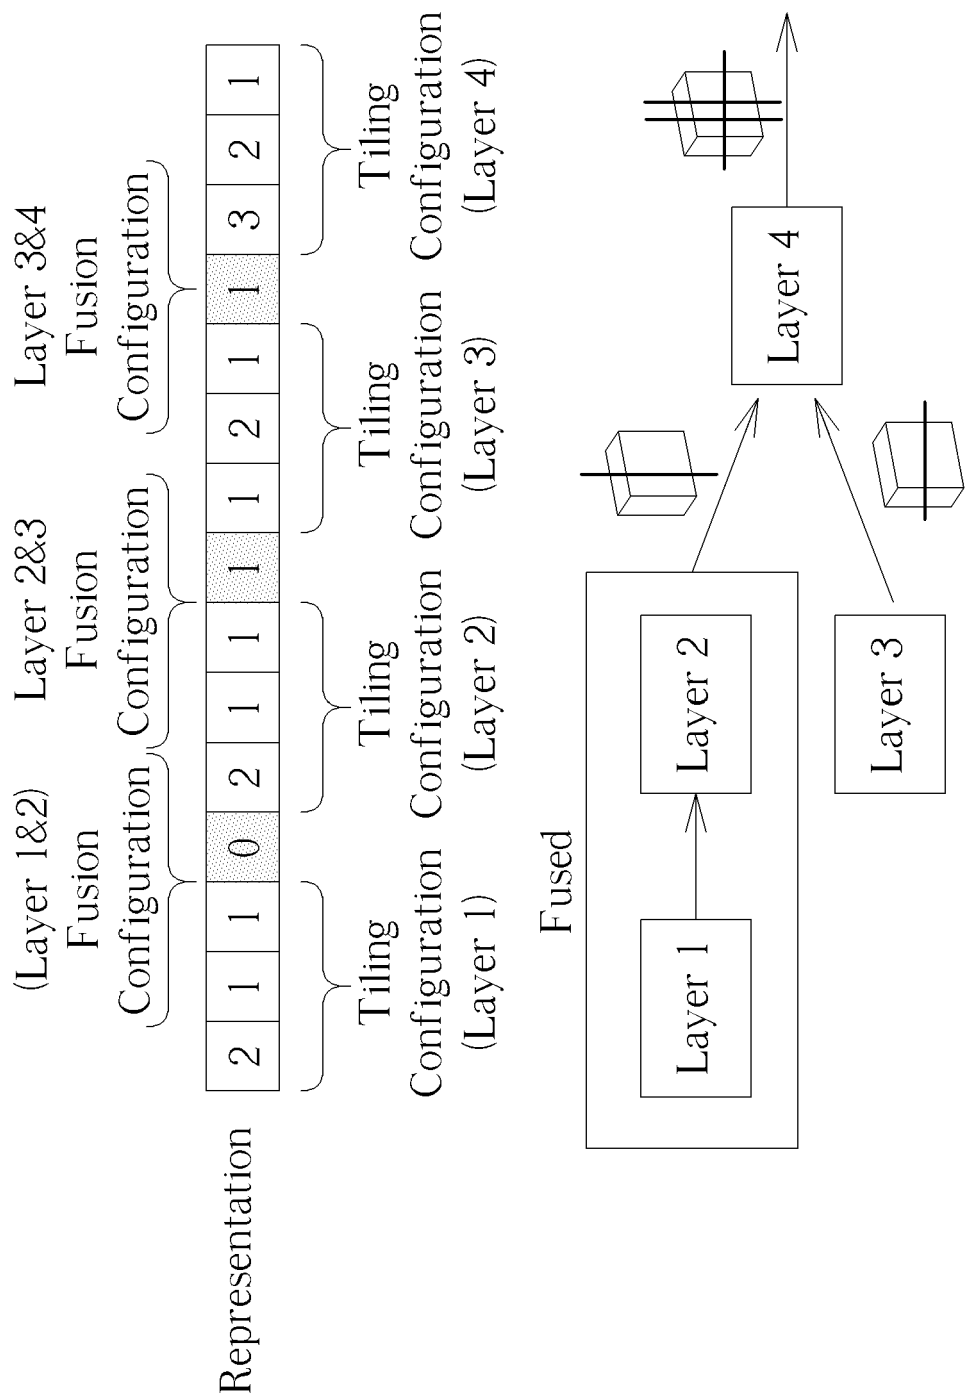 (Layer 1&2)
Fusion
Configuration
Layer 2&3
Fusion
Configuration
Layer 3&4
Fusion
Configuration
Representation
2 1 1 0 2 1 1 1 1 2 1 1 3 2 1
Tiling
Configuration
(Layer 1)
Tiling
Configuration
(Layer 2)
Tiling
Configuration
(Layer 3)
Tiling
Configuration
(Layer 4)
Fused
Layer 1
Layer 2
Layer 3
Layer 4